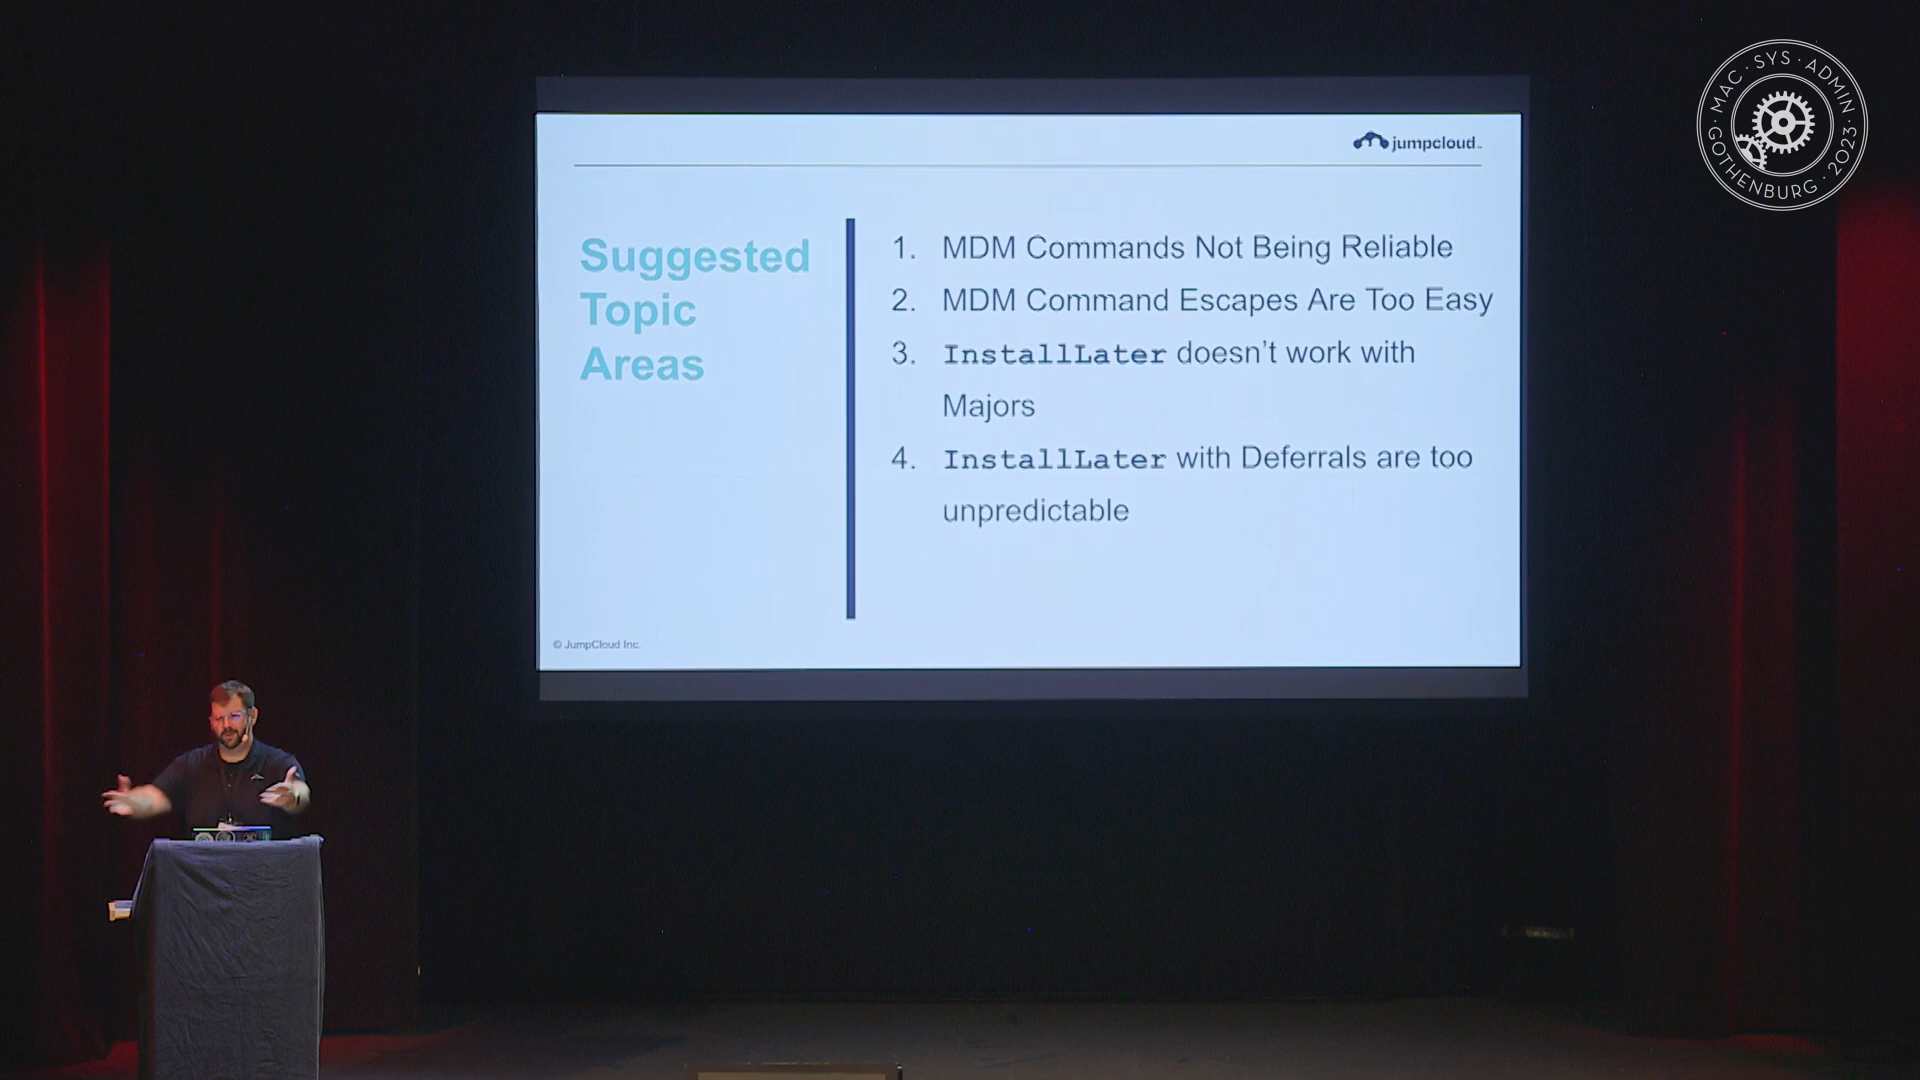 MAC · SYS · ADMIN · GOTHENBURG · 2023 ·
jumpcloud
Suggested
Topic
Areas
1. MDM Commands Not Being Reliable
2. MDM Command Escapes Are Too Easy
3. InstallLater doesn’t work with
Majors
4. InstallLater with Deferrals are too
unpredictable
© JumpCloud Inc.